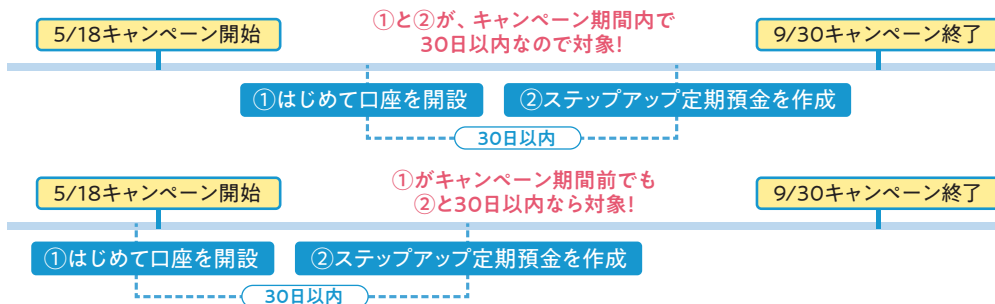 5/18キャンペーン開始
①と②が、キャンペーン期間内で
30日以内なので対象!
9/30キャンペーン終了
①はじめて口座を開設
②ステップアップ定期預金を作成
30日以内
5/18キャンペーン開始
①がキャンペーン期間前でも
②と30日以内なら対象!
9/30キャンペーン終了
①はじめて口座を開設
②ステップアップ定期預金を作成
30日以内